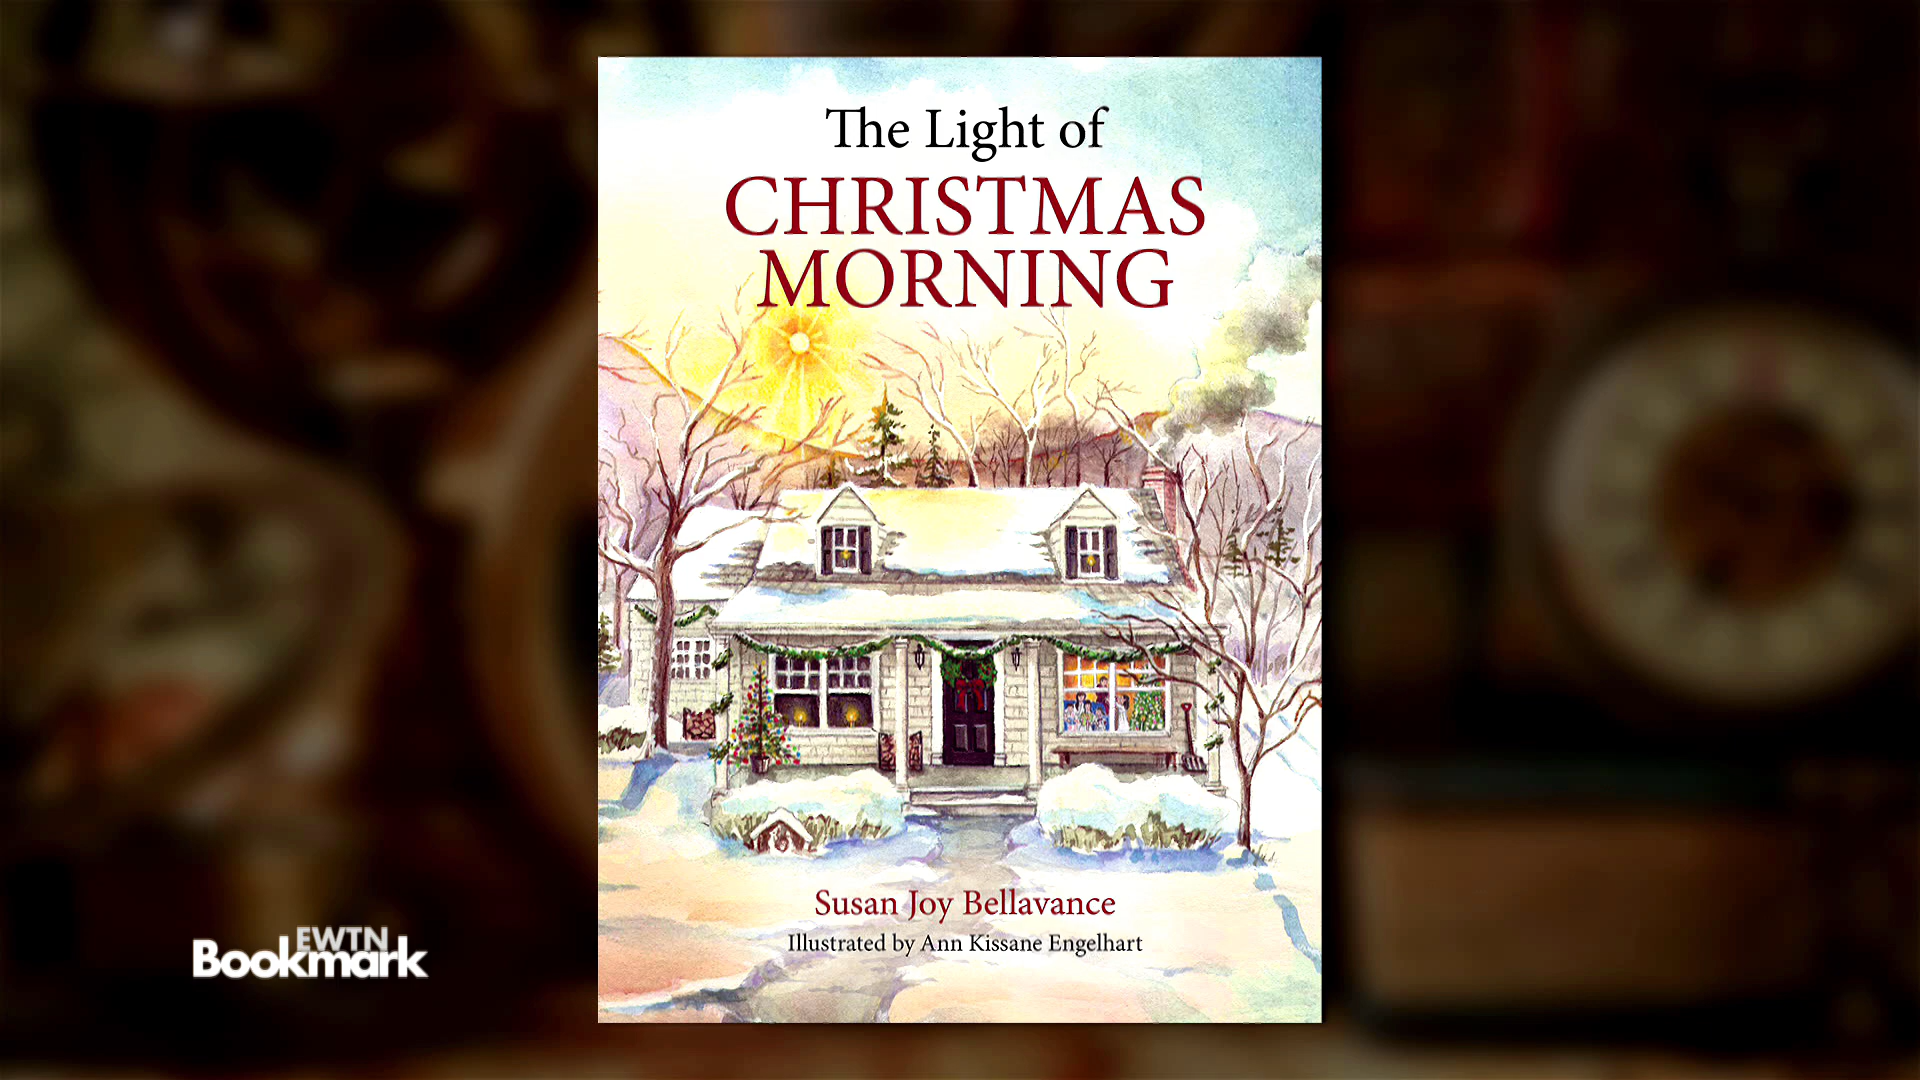 The Light of
CHRISTMAS
MORNING
Susan Joy Bellavance
Illustrated by Ann Kissane Engelhart
EWTN
Bookmark